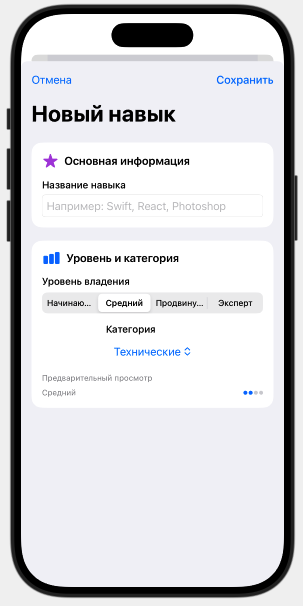 Отмена Сохранить
Новый навык
Основная информация
Название навыка
Например: Swift, React, Photoshop
Уровень и категория
Уровень владения
Начинаю... Средний Продвину... Эксперт
Категория
Технические
Предварительный просмотр
Средний